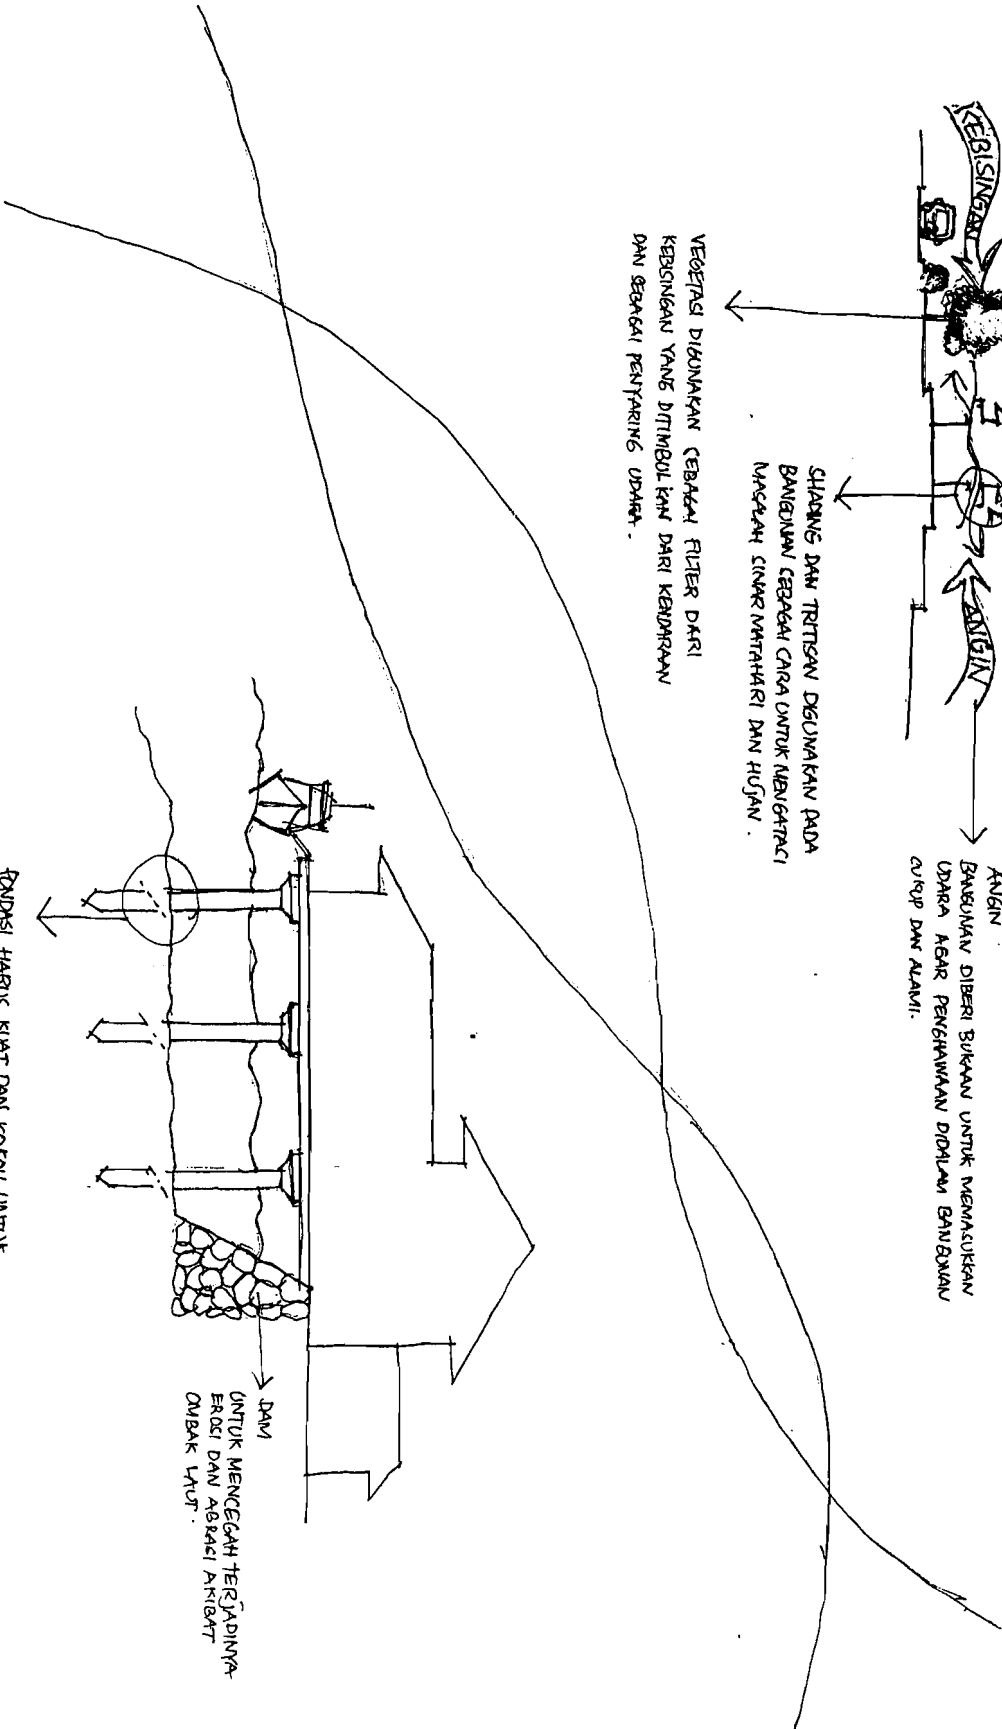 KEBISINGAN
ANGIN
ANGIN
BANGUNAN DIBERI BUKAAN UNTUK MEMASUKKAN
UDARA AGAR PENGHAWAAN DIDALAM BANGUNAN
CUKUP DAN ALAMI.
SHADING DAN TRITISAN DIGUNAKAN PADA
BANGUNAN SEBAGAI CARA UNTUK MENGATASI
MASALAH SINAR MATAHARI DAN HUJAN.
VEGETASI DIGUNAKAN SEBAGAI FILTER DARI
KEBISINGAN YANG DITIMBULKAN DARI KENDARAAN
DAN SEBAGAI PENYARING UDARA.
DAM
UNTUK MENCEGAH TERJADINYA
EROSI DAN ABRASI AKIBAT
OMBAK LAUT.
PONDASI HARUS KUAT DAN KOKOH UNTUK